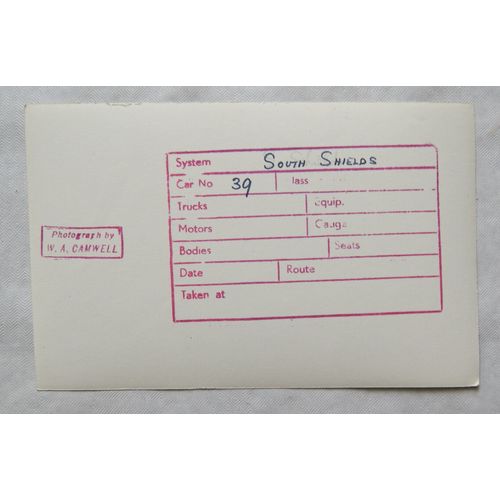 Photograph by
W. A. CAMWELL
System SOUTH SHIELDS
Car No 39 lass
Trucks equip.
Motors Gauge
Bodies Seats
Date Route
Taken at